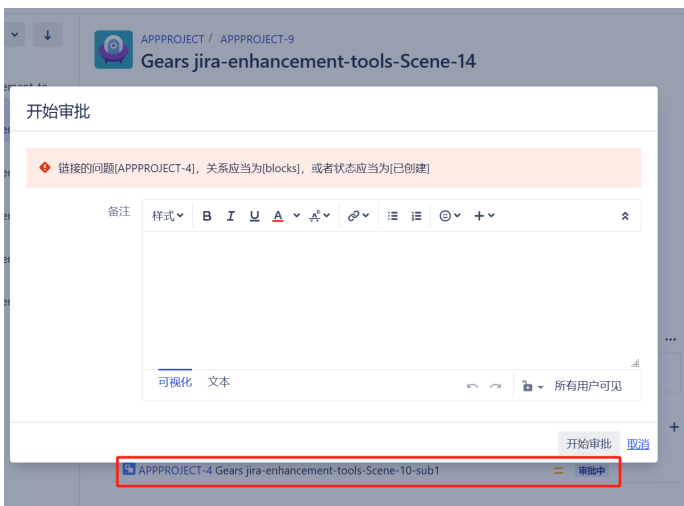 APPPROJECT / APPPROJECT-9
Gears jira-enhancement-tools-Scene-14
开始审批
链接的问题[APPPROJECT-4]，关系应当为[blocks]，或者状态应当为[已创建]
备注
样式 B I U A
可视化 文本
所有用户可见
开始审批 取消
APPPROJECT-4 Gears jira-enhancement-tools-Scene-10-sub1 审批中